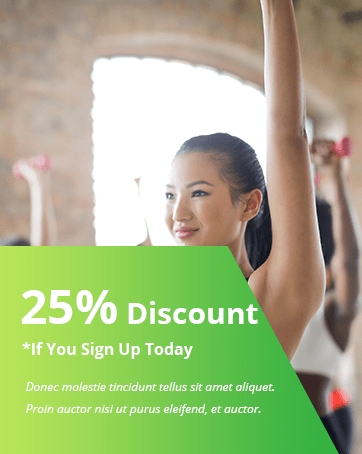 25% Discount
*If You Sign Up Today
Donec molestie tincidunt tellus sit amet aliquet.
Proin auctor nisi ut purus eleifend, et auctor.